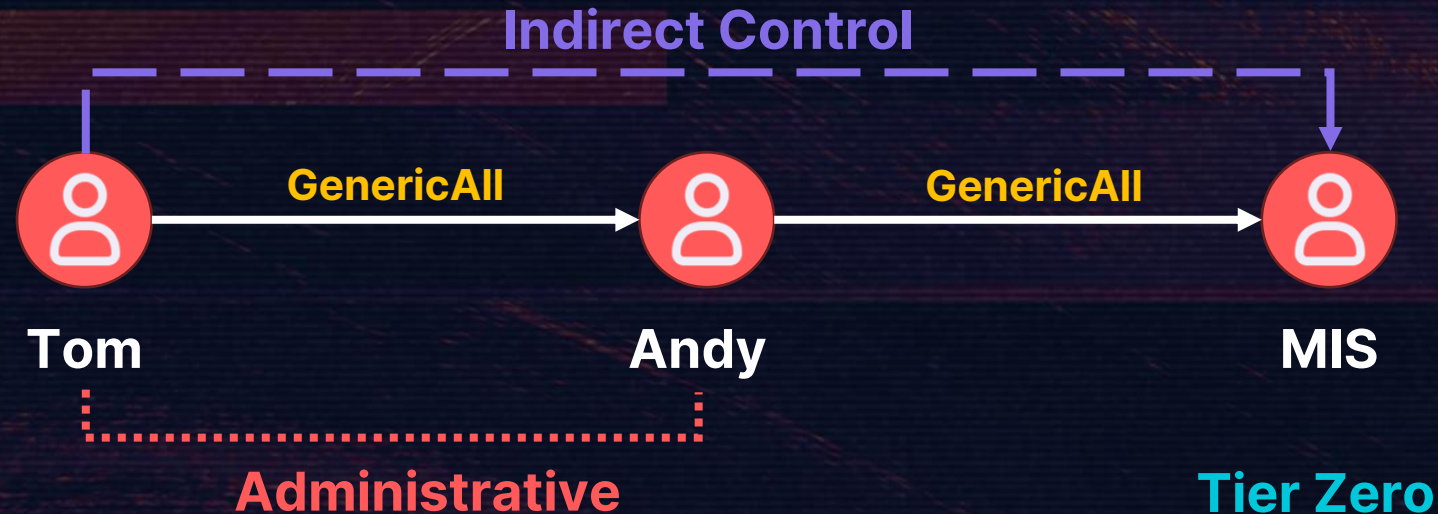 Indirect Control
GenericAll
GenericAll
Tom
Andy
MIS
Administrative
Tier Zero